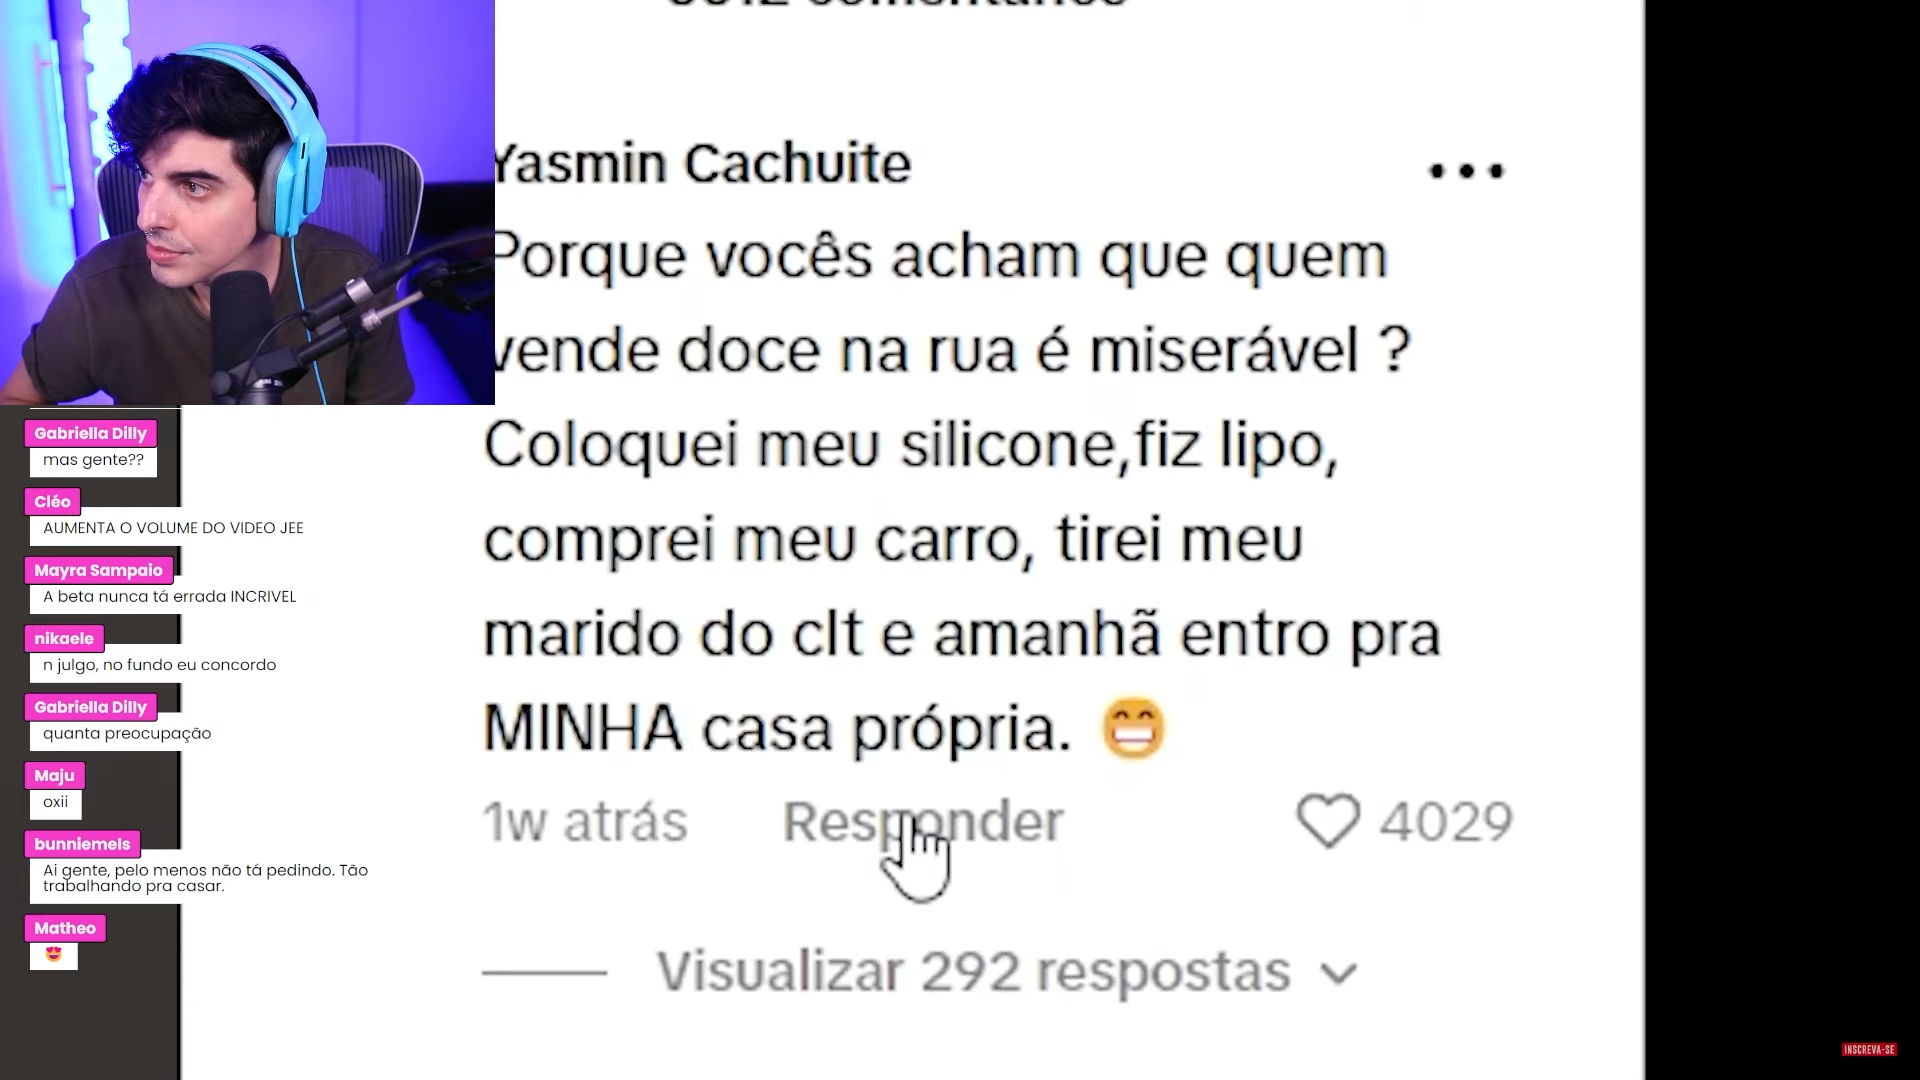 Yasmin Cachuite
Porque vocês acham que quem
vende doce na rua é miserável ?
Coloquei meu silicone,fiz lipo,
comprei meu carro, tirei meu
marido do clt e amanhã entro pra
MINHA casa própria. 😁
1w atrás Responder 4029
Visualizar 292 respostas
Gabriella Dilly
mas gente??
Cléo
AUMENTA O VOLUME DO VIDEO JEE
Mayra Sampaio
A beta nunca tá errada INCRIVEL
nikaele
n julgo, no fundo eu concordo
Gabriella Dilly
quanta preocupação
Maju
oxii
bunniemels
Ai gente, pelo menos não tá pedindo. Tão
trabalhando pra casar.
Matheo
😍
INSCREVA-SE